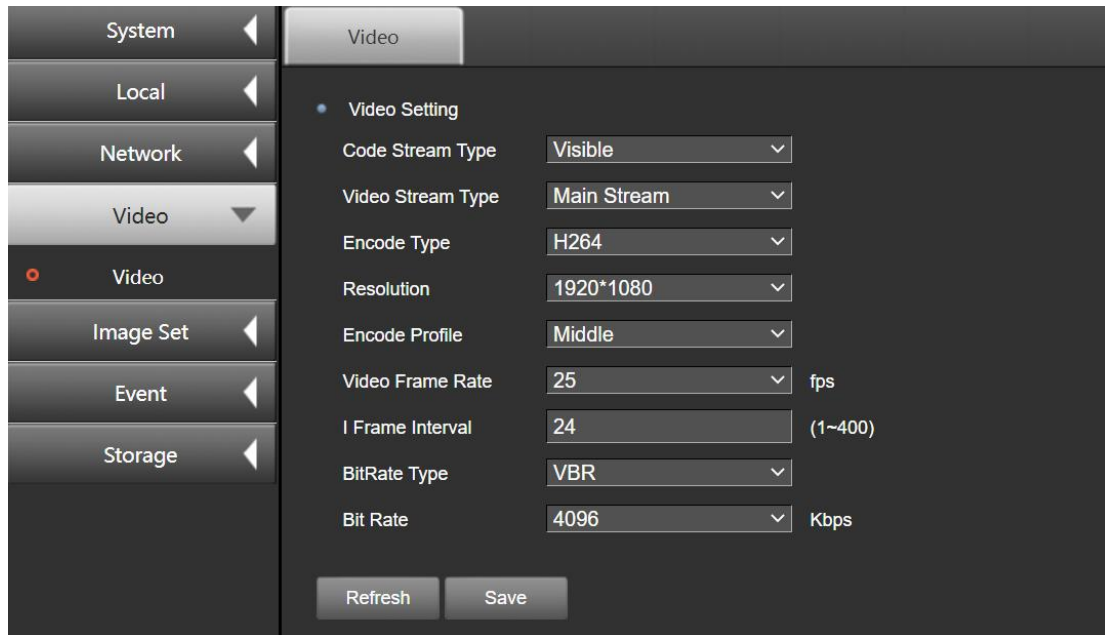 System
Local
Network
Video
Video
Image Set
Event
Storage
Video
Video Setting
Code Stream Type Visible
Video Stream Type Main Stream
Encode Type H264
Resolution 1920*1080
Encode Profile Middle
Video Frame Rate 25 fps
I Frame Interval 24 (1~400)
BitRate Type VBR
Bit Rate 4096 Kbps
Refresh Save